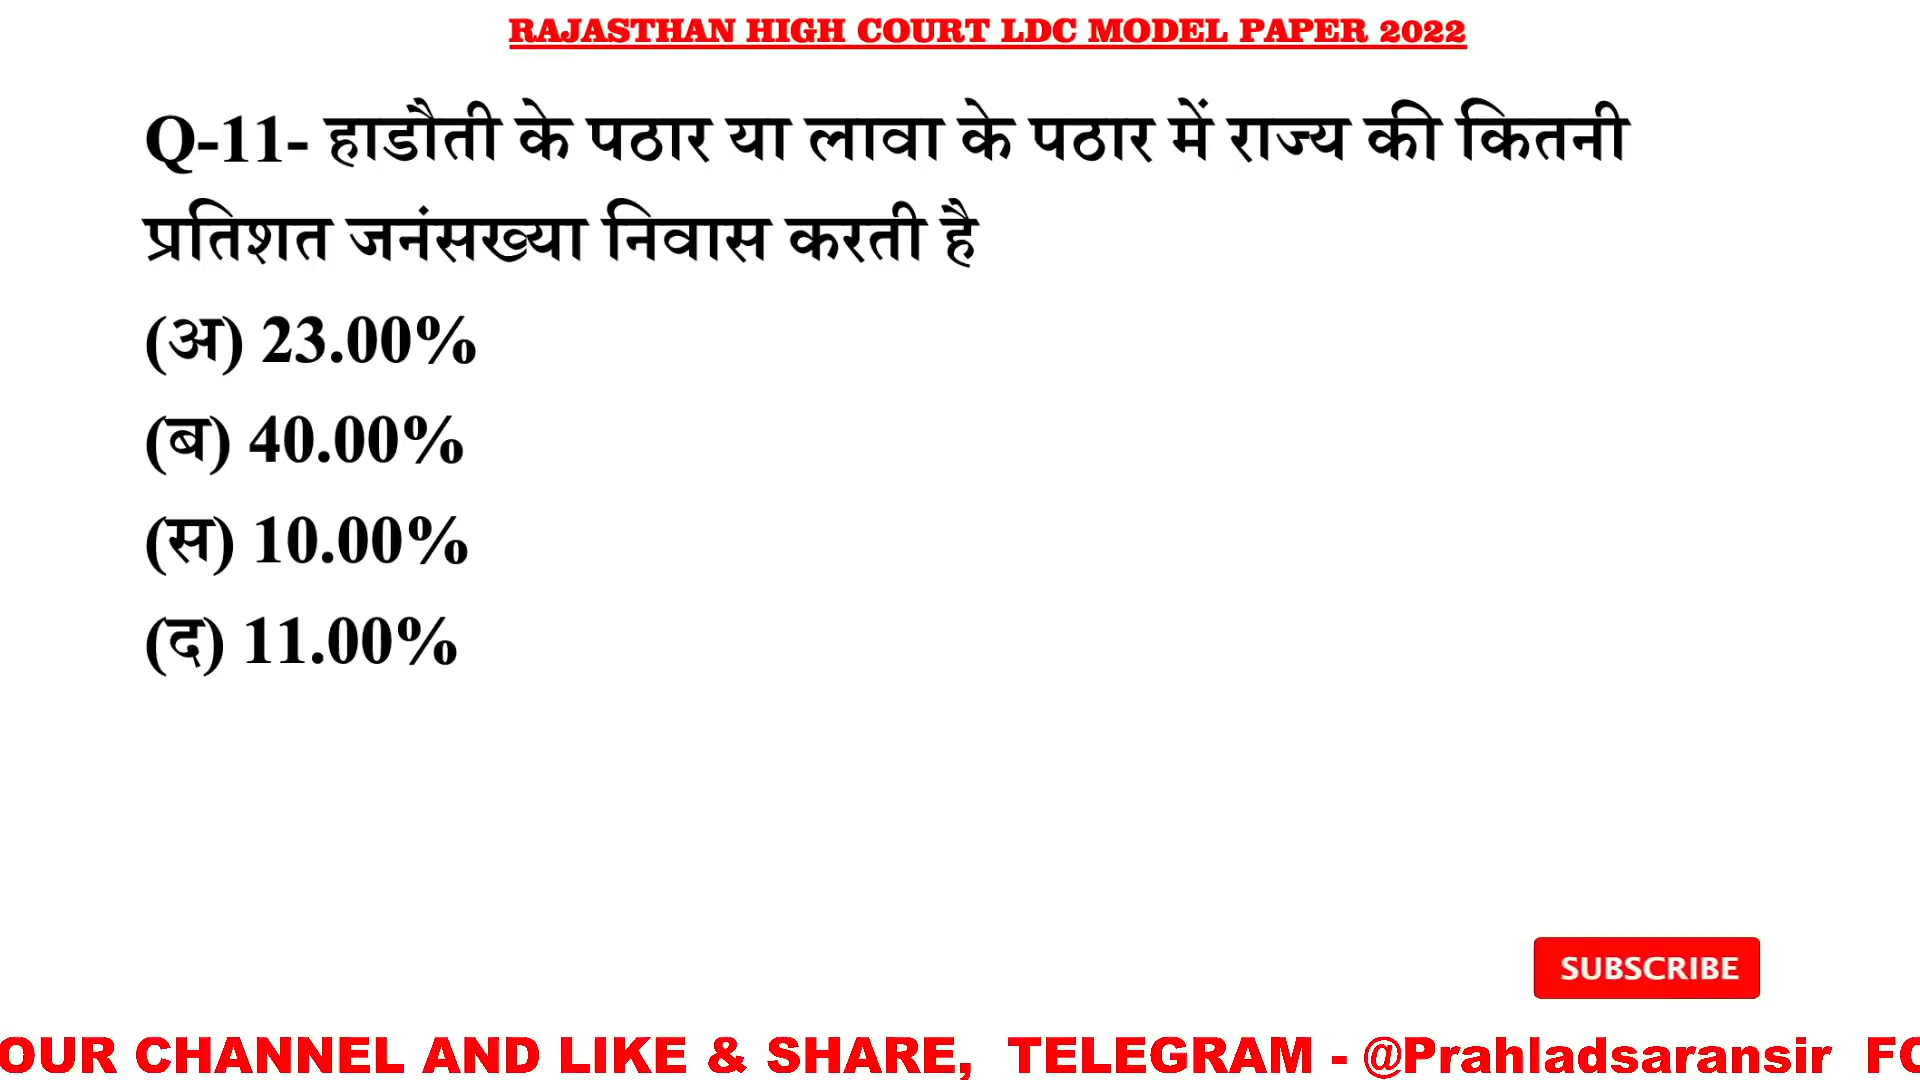 RAJASTHAN HIGH COURT LDC MODEL PAPER 2022
Q-11- हाडौती के पठार या लावा के पठार में राज्य की कितनी
प्रतिशत जनंसख्या निवास करती है
(अ) 23.00%
(ब) 40.00%
(स) 10.00%
(द) 11.00%
SUBSCRIBE
OUR CHANNEL AND LIKE & SHARE, TELEGRAM - @Prahladsaransir